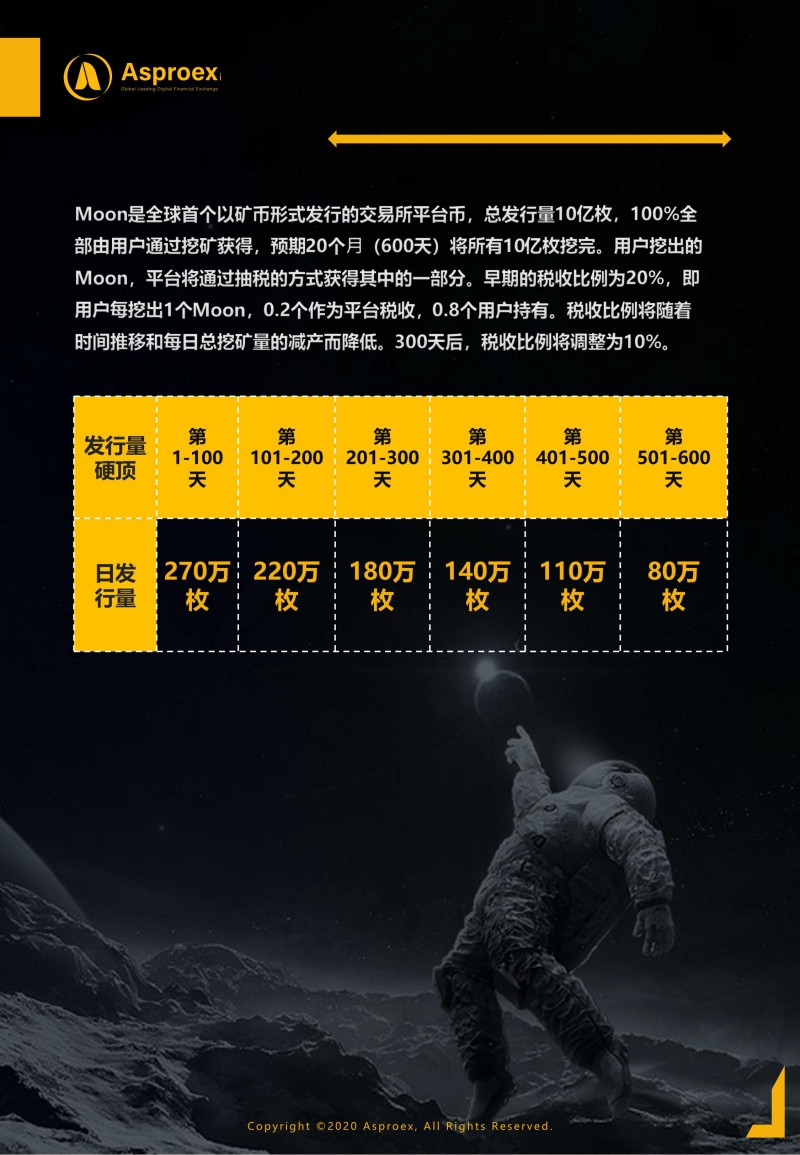 Asproex
Global Leading Digital Financial Exchange
Moon是全球首个以矿币形式发行的交易所平台币，总发行量10亿枚，100%全
部由用户通过挖矿获得，预期20个月（600天）将所有10亿枚挖完。用户挖出的
Moon，平台将通过抽税的方式获得其中的一部分。早期的税收比例为20%，即
用户每挖出1个Moon，0.2个作为平台税收，0.8个用户持有。税收比例将随着
时间推移和每日总挖矿量的减产而降低。300天后，税收比例将调整为10%。
发行量
硬顶
第
1-100
天
第
101-200
天
第
201-300
天
第
301-400
天
第
401-500
天
第
501-600
天
日发
行量
270万
枚
220万
枚
180万
枚
140万
枚
110万
枚
80万
枚
Copyright ©2020 Asproex, All Rights Reserved.